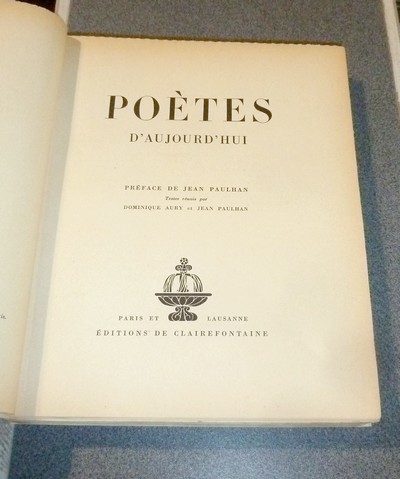 POÈTES
D'AUJOURD'HUI
PRÉFACE DE JEAN PAULHAN
Textes réunis par
DOMINIQUE AURY et JEAN PAULHAN
PARIS ET LAUSANNE
ÉDITIONS DE CLAIREFONTAINE